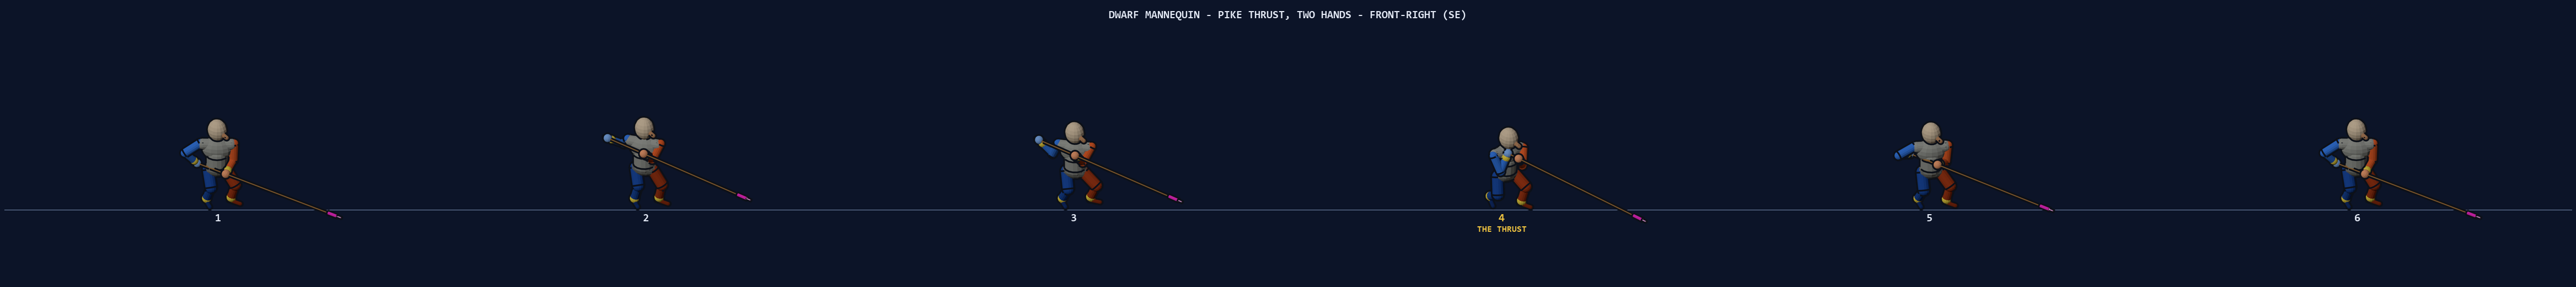 DWARF MANNEQUIN - PIKE THRUST, TWO HANDS - FRONT-RIGHT (SE)
1 2 3 4 5 6
THE THRUST